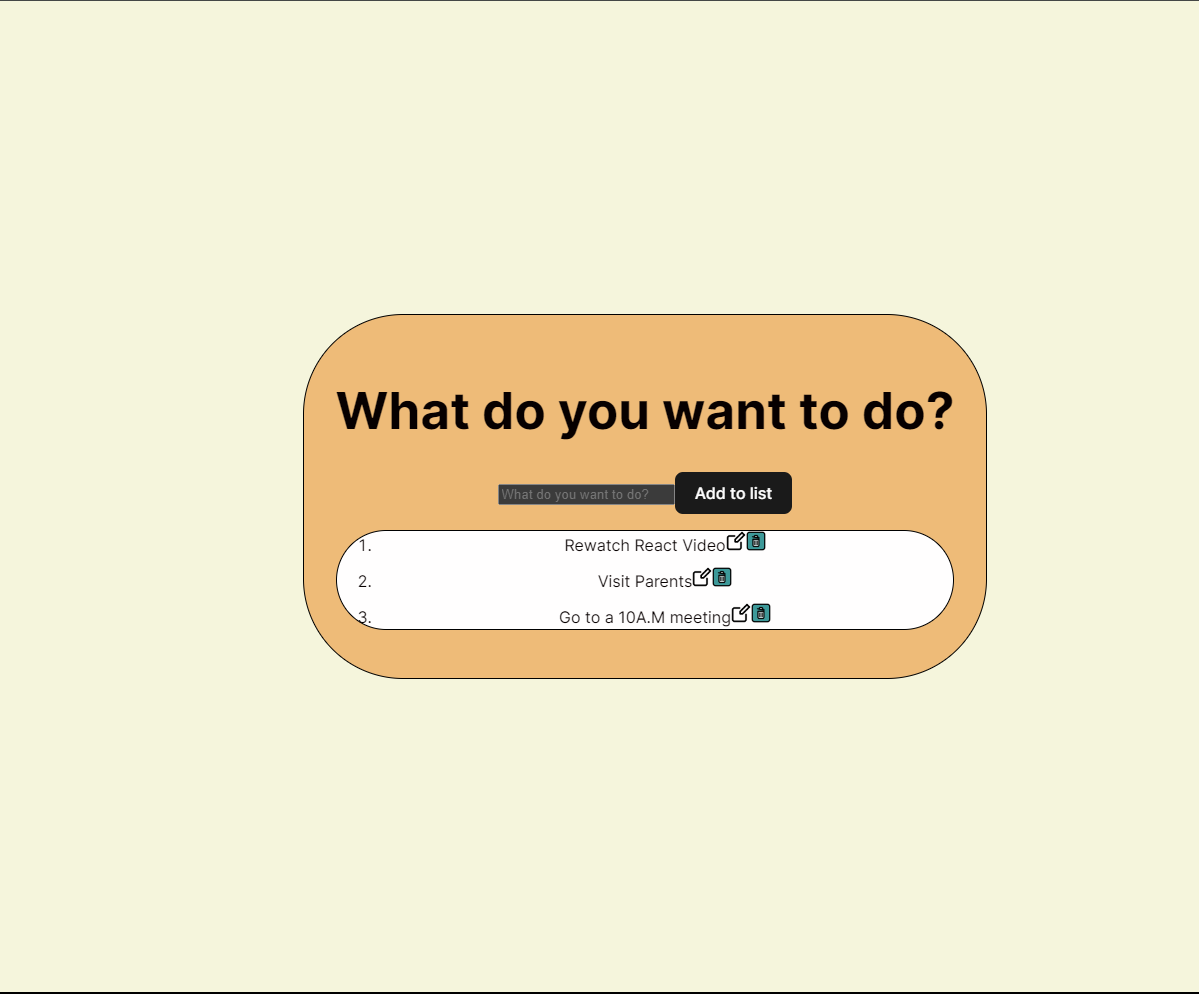 What do you want to do?
What do you want to do? Add to list
1. Rewatch React Video
2. Visit Parents
3. Go to a 10A.M meeting